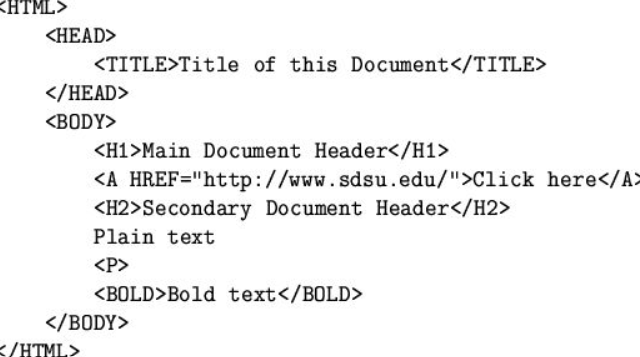 <HTML>
<HEAD>
<TITLE>Title of this Document</TITLE>
</HEAD>
<BODY>
<H1>Main Document Header</H1>
<A HREF="http://www.sdsu.edu/">Click here</A>
<H2>Secondary Document Header</H2>
Plain text
<P>
<BOLD>Bold text</BOLD>
</BODY>
</HTML>